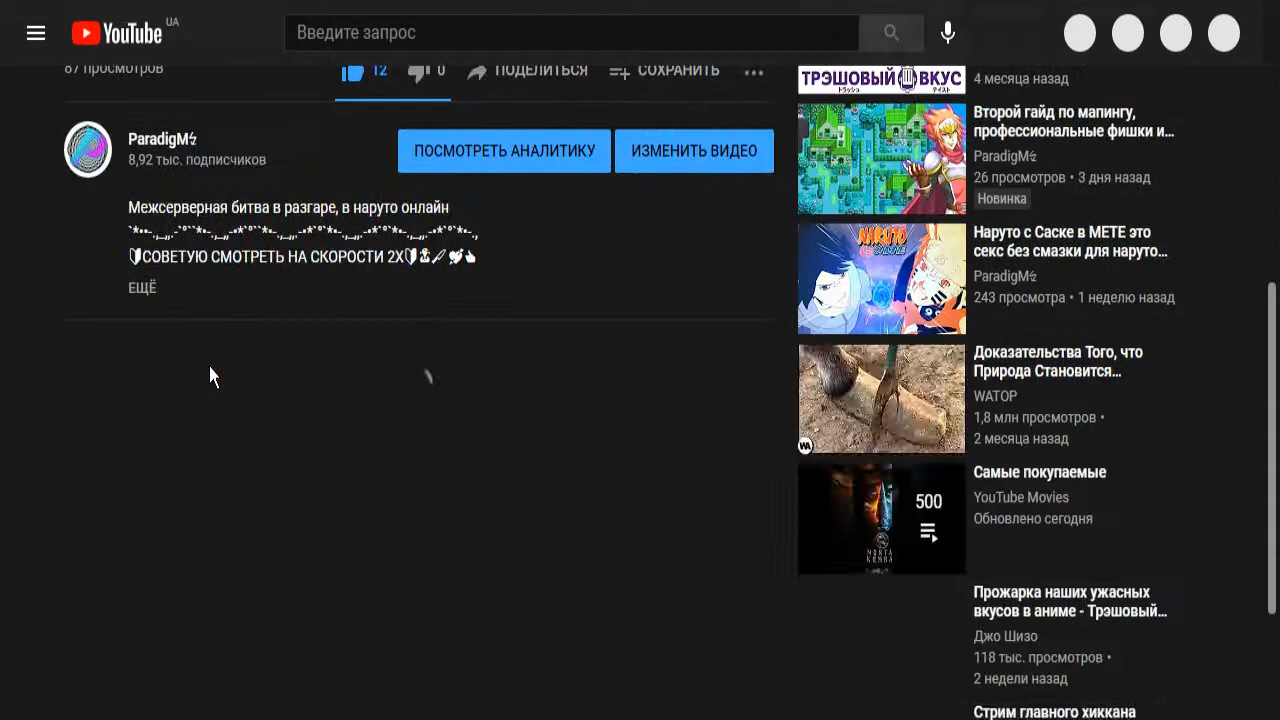 YouTube UA
Введите запрос
87 просмотров
12
0
ПОДЕЛИТЬСЯ
СОХРАНИТЬ
ParadigMϟ
8,92 тыс. подписчиков
ПОСМОТРЕТЬ АНАЛИТИКУ
ИЗМЕНИТЬ ВИДЕО
Межсерверная битва в разгаре, в наруто онлайн
СОВЕТУЮ СМОТРЕТЬ НА СКОРОСТИ 2X
ЕЩЁ
ТРЭШОВЫЙ ВКУС
4 месяца назад
Второй гайд по мапингу,
профессиональные фишки и...
ParadigMϟ
26 просмотров • 3 дня назад
Новинка
NARUTO
Наруто с Саске в МЕТЕ это
секс без смазки для наруто...
ParadigMϟ
243 просмотра • 1 неделю назад
Доказательства Того, что
Природа Становится...
WATOP
1,8 млн просмотров •
2 месяца назад
WA
500
Самые покупаемые
YouTube Movies
Обновлено сегодня
Прожарка наших ужасных
вкусов в аниме - Трэшовый...
Джо Шизо
118 тыс. просмотров •
2 недели назад
Стрим главного хиккана